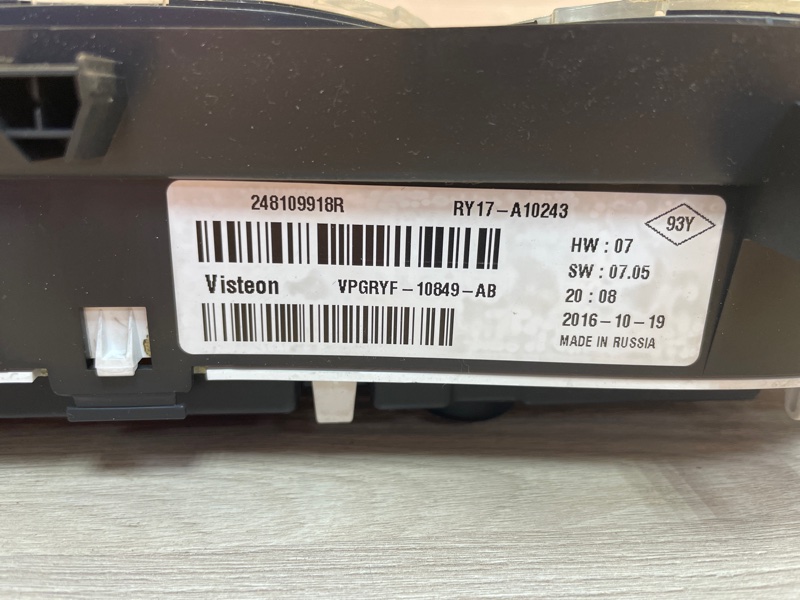 248109918R RY17-A10243
93Y
HW : 07
SW : 07.05
Visteon VPGRYF-10849-AB
20 : 08
2016-10-19
MADE IN RUSSIA